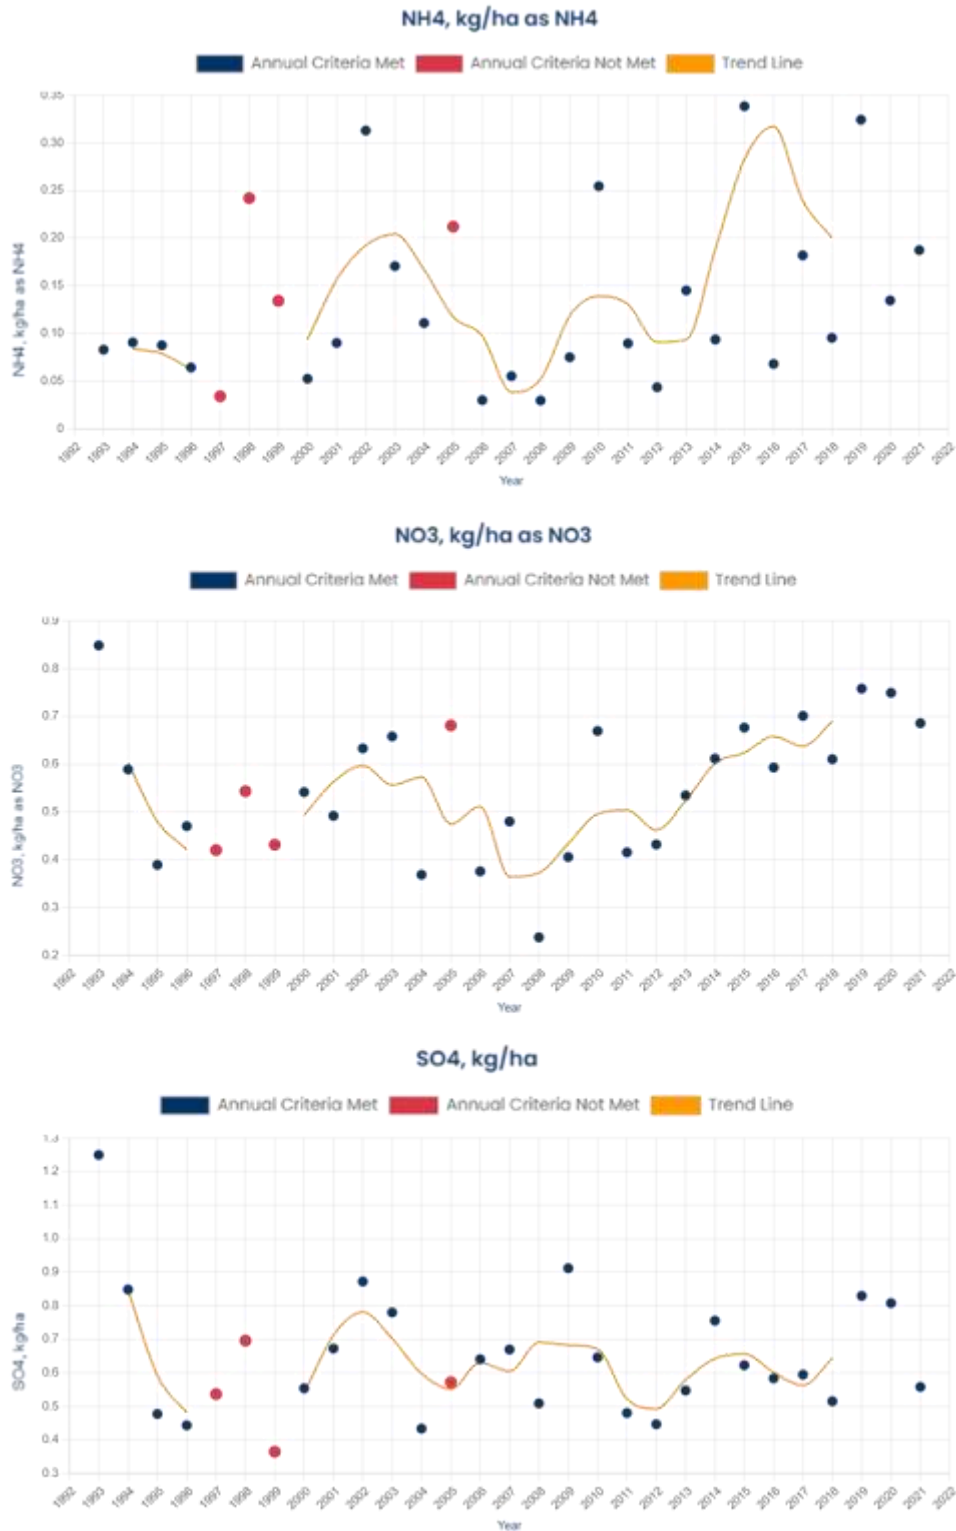 NH4, kg/ha as NH4
Annual Criteria Met Annual Criteria Not Met Trend Line
0.35
0.30
0.25
0.20
0.15
0.10
0.05
0
NH4, kg/ha as NH4
1992 1993 1994 1995 1996 1997 1998 1999 2000 2001 2002 2003 2004 2005 2006 2007 2008 2009 2010 2011 2012 2013 2014 2015 2016 2017 2018 2019 2020 2021 2022
Year
NO3, kg/ha as NO3
Annual Criteria Met Annual Criteria Not Met Trend Line
0.9
0.8
0.7
0.6
0.5
0.4
0.3
0.2
NO3, kg/ha as NO3
1992 1993 1994 1995 1996 1997 1998 1999 2000 2001 2002 2003 2004 2005 2006 2007 2008 2009 2010 2011 2012 2013 2014 2015 2016 2017 2018 2019 2020 2021 2022
Year
SO4, kg/ha
Annual Criteria Met Annual Criteria Not Met Trend Line
1.3
1.2
1.1
1.0
0.9
0.8
0.7
0.6
0.5
0.4
0.3
SO4, kg/ha
1992 1993 1994 1995 1996 1997 1998 1999 2000 2001 2002 2003 2004 2005 2006 2007 2008 2009 2010 2011 2012 2013 2014 2015 2016 2017 2018 2019 2020 2021 2022
Year